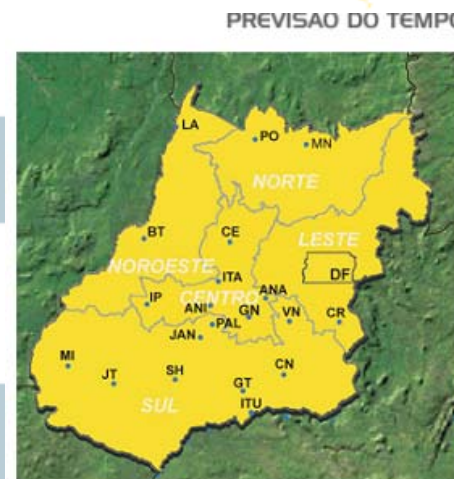 PREVISÃO DO TEMPO
LA
PO
MN
NORTE
BT
CE
LESTE
NOROESTE
ITA
DF
IP
CENTRO
ANA
ANI
GN
VN
CR
PAL
JAN
MI
JT
SH
CN
GT
SUL
ITU